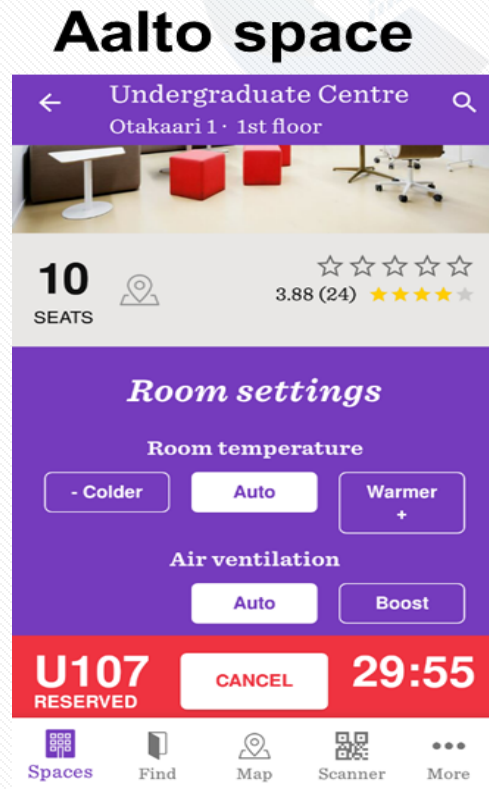 Aalto space
Undergraduate Centre
Otakaari 1 · 1st floor
10
SEATS
3.88 (24)
Room settings
Room temperature
- Colder
Auto
Warmer
+
Air ventilation
Auto
Boost
U107
RESERVED
CANCEL
29:55
Spaces
Find
Map
Scanner
More